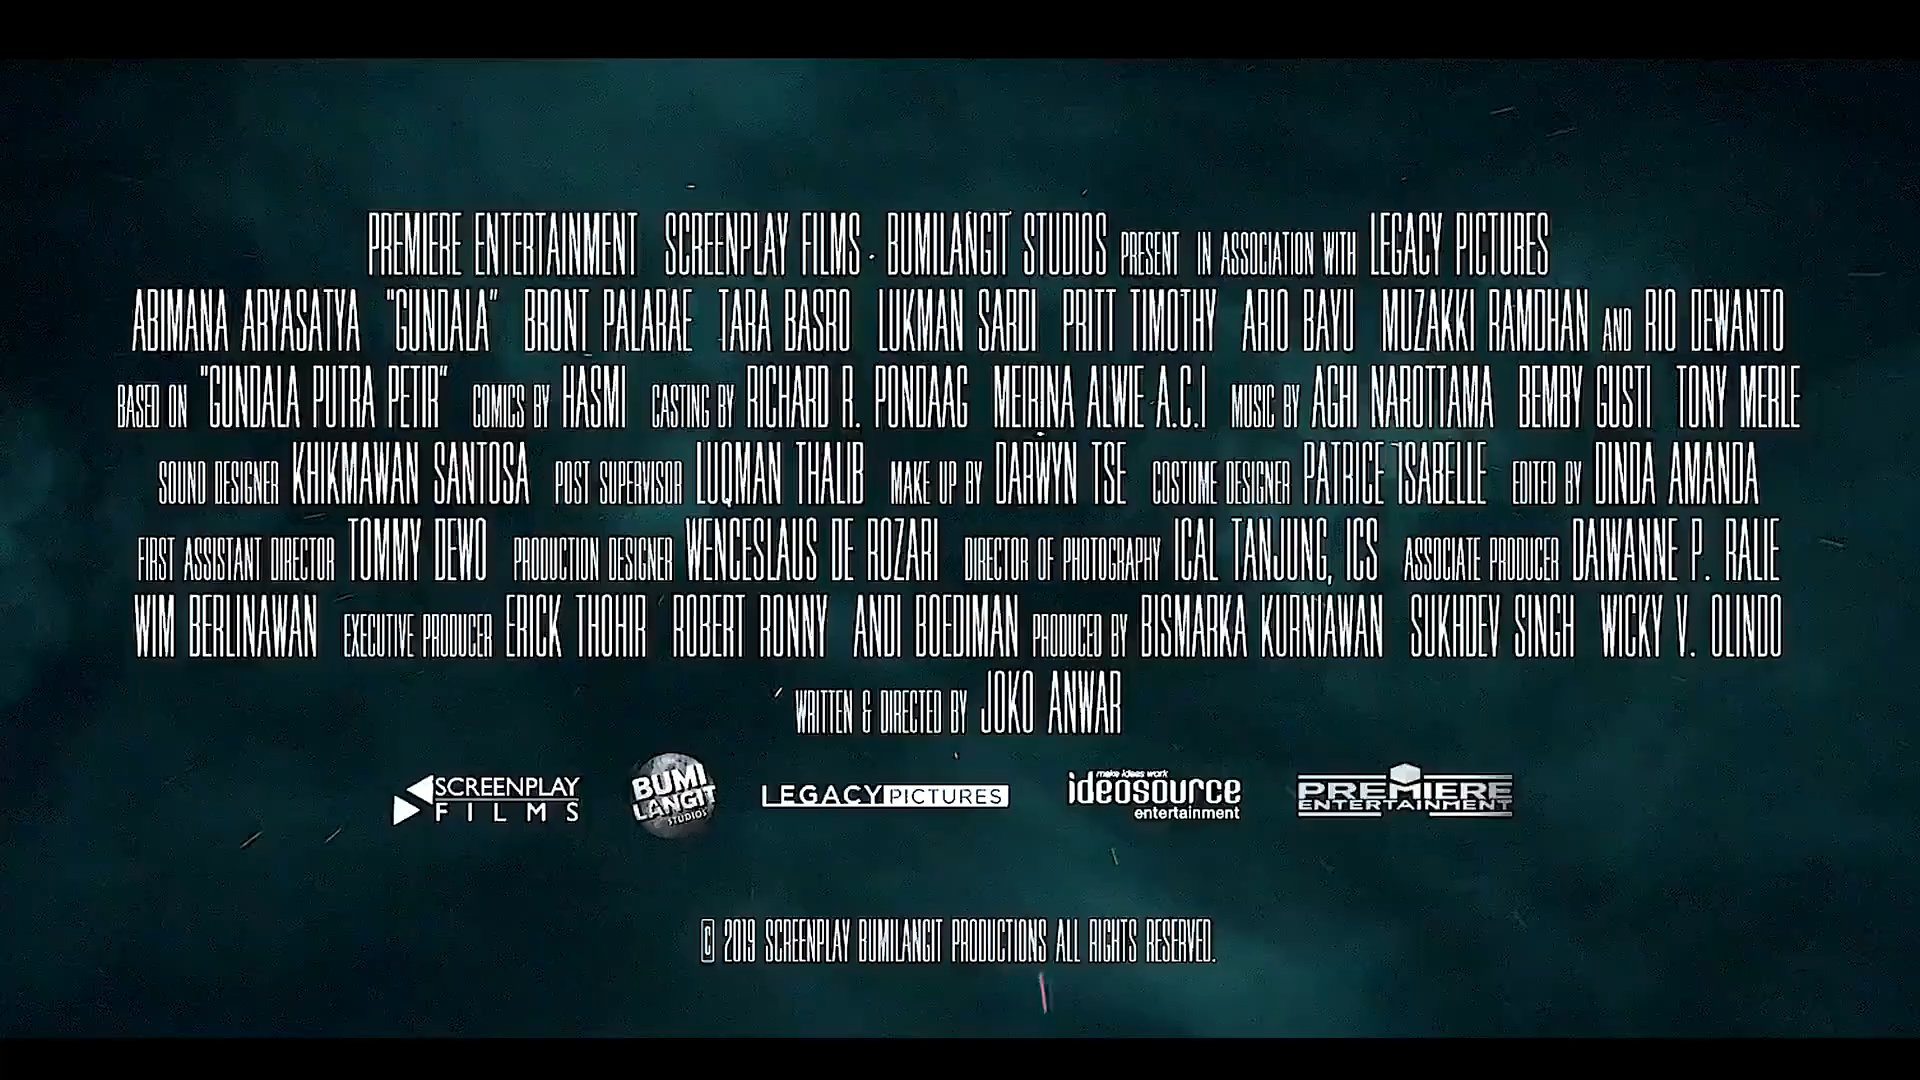 PREMIERE ENTERTAINMENT SCREENPLAY FILMS BUMILANGIT STUDIOS PRESENT IN ASSOCIATION WITH LEGACY PICTURES
ABIMANA ARYASATYA "GUNDALA" BRONT PALARAE TARA BASRO LUKMAN SARDI PRITT TIMOTHY ARIO BAYU MUZAKKI RAMDHAN AND RIO DEWANTO
BASED ON "GUNDALA PUTRA PETIR" COMICS BY HASMI CASTING BY RICHARD R. PONDAAG MEIRINA ALWIE A.C.I MUSIC BY AGHI NAROTTAMA BEMBY GUSTI TONY MERLE
SOUND DESIGNER KHIKMAWAN SANTOSA POST SUPERVISOR LUQMAN THALIB MAKE UP BY DARWYN TSE COSTUME DESIGNER PATRICE ISABELLE EDITED BY DINDA AMANDA
FIRST ASSISTANT DIRECTOR TOMMY DEWO PRODUCTION DESIGNER WENCESLAUS DE ROZARI DIRECTOR OF PHOTOGRAPHY ICAL TANJUNG, ICS ASSOCIATE PRODUCER DAIWANNE P. RALIE
WIM BERLINAWAN EXECUTIVE PRODUCER ERICK THOHIR ROBERT RONNY ANDI BOEDIMAN PRODUCED BY BISMARKA KURNIAWAN SUKHDEV SINGH WICKY V. OLINDO
WRITTEN & DIRECTED BY JOKO ANWAR
SCREENPLAY FILMS
BUMI LANGIT STUDIOS
LEGACY PICTURES
make ideas work
ideosource
entertainment
PREMIERE ENTERTAINMENT
© 2019 SCREENPLAY BUMILANGIT PRODUCTIONS ALL RIGHTS RESERVED.